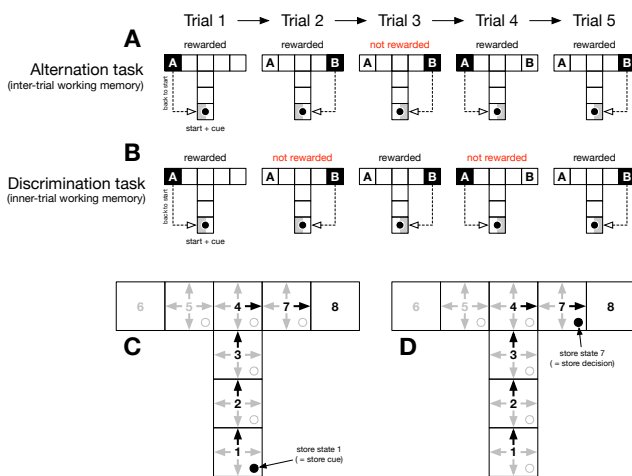 Trial 1 Trial 2 Trial 3 Trial 4 Trial 5
A
rewarded rewarded not rewarded rewarded rewarded
Alternation task
(inter-trial working memory)
A A B A B A B A B
back to start
start + cue
B
rewarded not rewarded rewarded not rewarded rewarded
Discrimination task
(inner-trial working memory)
A A B A B A B A B
back to start
start + cue
6 5 4 7 8
6 5 4 7 8
C
D
3
3
store state 7
( = store decision)
2
2
1
1
store state 1
( = store cue)